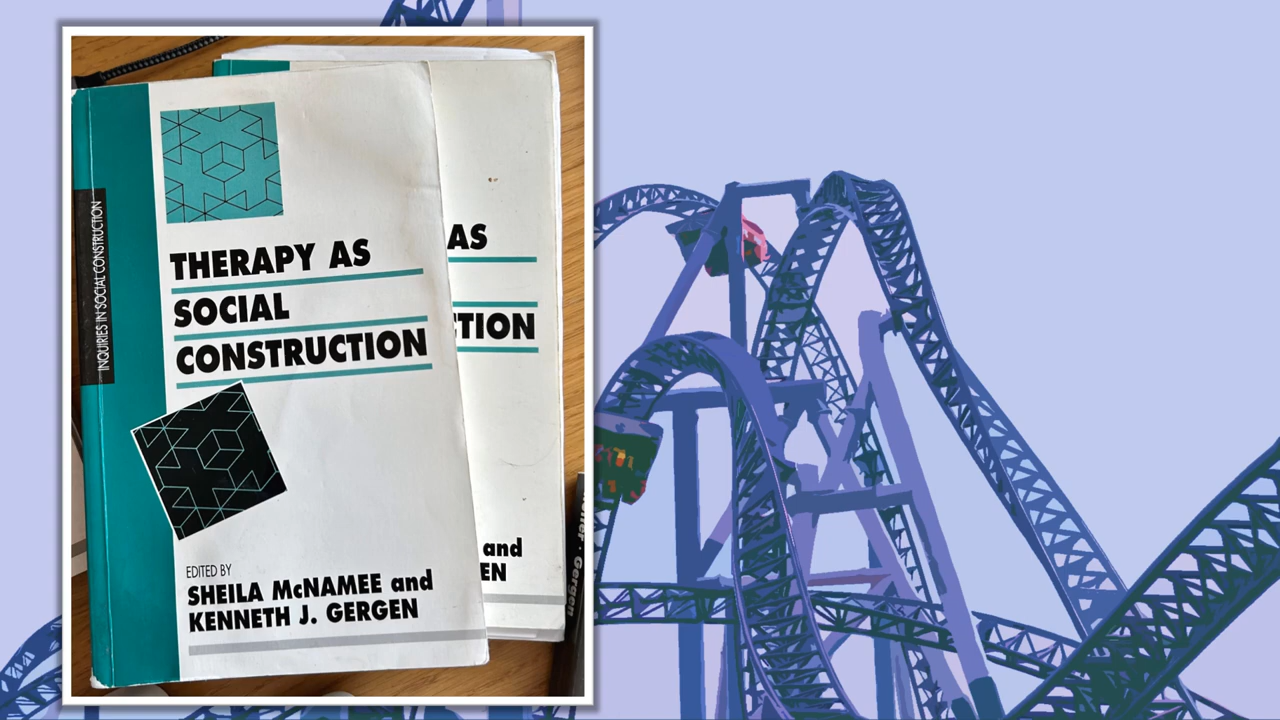 INQUIRIES IN SOCIAL CONSTRUCTION
THERAPY AS
SOCIAL
CONSTRUCTION
EDITED BY
SHEILA McNAMEE and
KENNETH J. GERGEN
AS
CTION
and
EN
Gergen